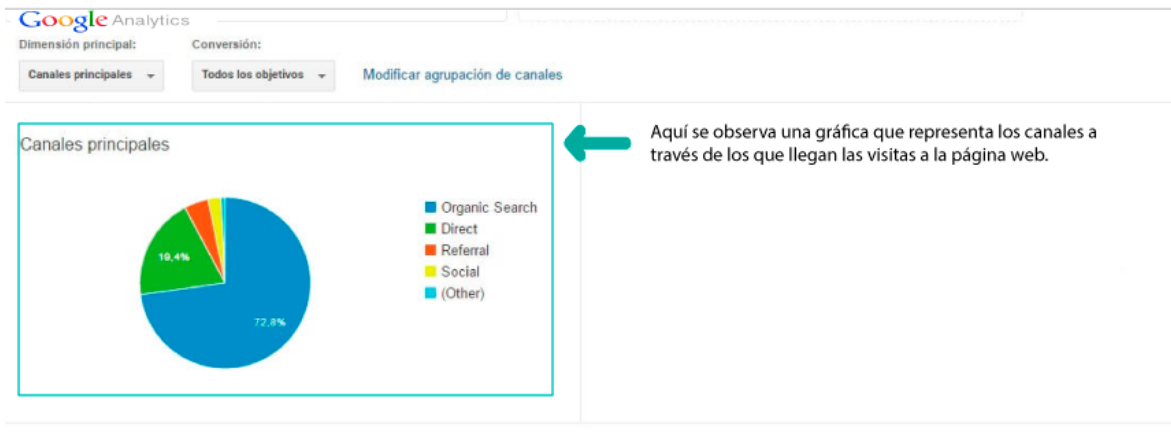 Google Analytics
Dimensión principal: Conversión:
Canales principales Todos los objetivos Modificar agrupación de canales
Canales principales
Aquí se observa una gráfica que representa los canales a
través de los que llegan las visitas a la página web.
Organic Search
Direct
Referral
Social
(Other)
19,4%
72,8%